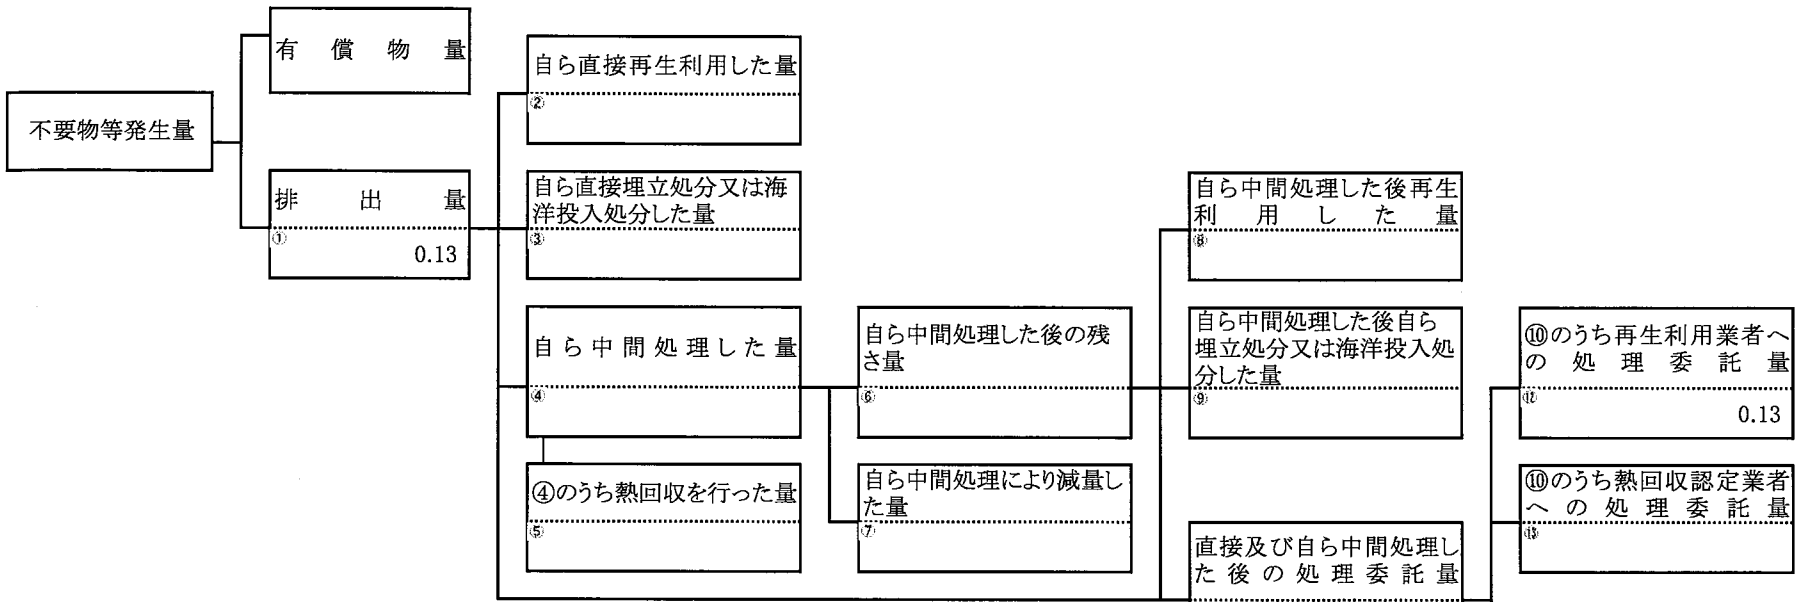 有償物量
不要物等発生量
排出量
①
0.13
自ら直接再生利用した量
②
自ら直接埋立処分又は海
洋投入処分した量
③
自ら中間処理した量
④
④のうち熱回収を行った量
⑤
自ら中間処理した後の残
さ量
⑥
自ら中間処理により減量し
た量
⑦
自ら中間処理した後再生
利用した量
⑧
自ら中間処理した後自ら
埋立処分又は海洋投入処
分した量
⑨
直接及び自ら中間処理し
た後の処理委託量
⑩のうち再生利用業者へ
の処理委託量
⑫
0.13
⑩のうち熱回収認定業者
への処理委託量
⑬